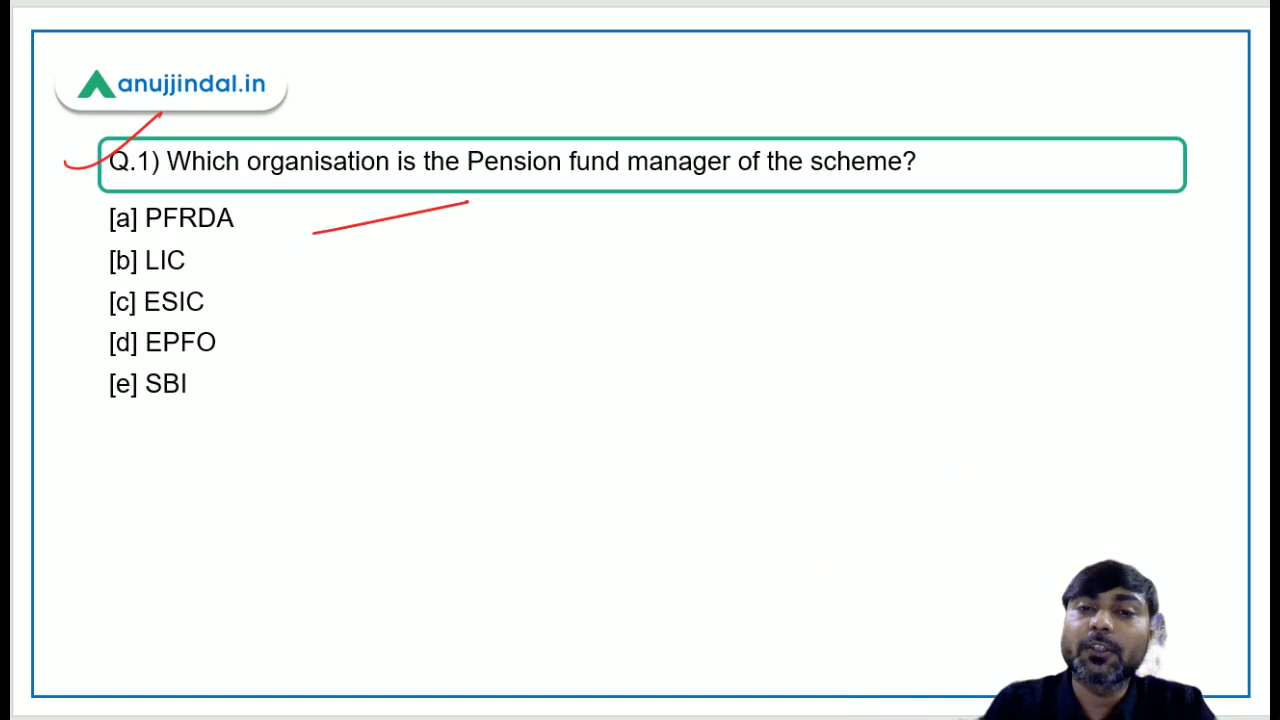 anujjindal.in
Q.1) Which organisation is the Pension fund manager of the scheme?
[a] PFRDA
[b] LIC
[c] ESIC
[d] EPFO
[e] SBI